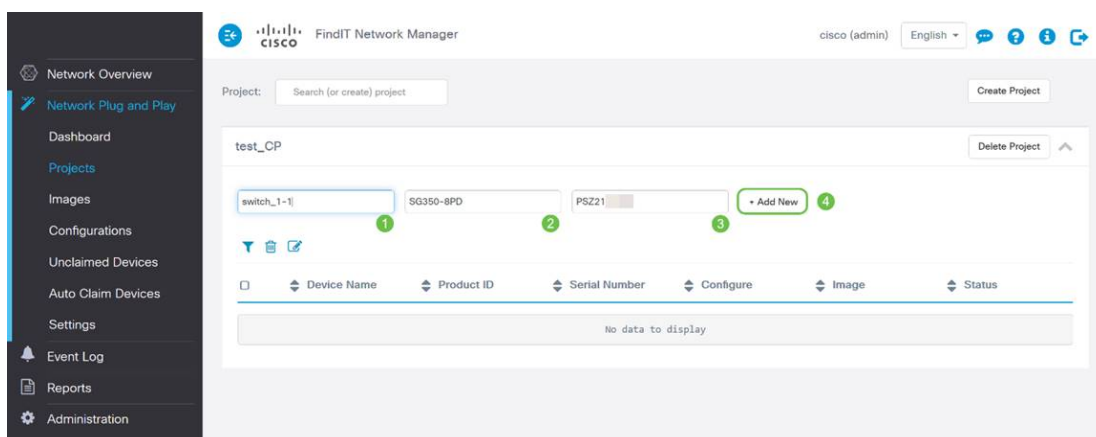 CISCO FindIT Network Manager cisco (admin) English
Network Overview
Network Plug and Play
Dashboard
Projects
Images
Configurations
Unclaimed Devices
Auto Claim Devices
Settings
Event Log
Reports
Administration
Project: Search (or create) project Create Project
test_CP Delete Project
switch_1-1 SG350-8PD PSZ21 + Add New 4
1 2 3
Device Name Product ID Serial Number Configure Image Status
No data to display